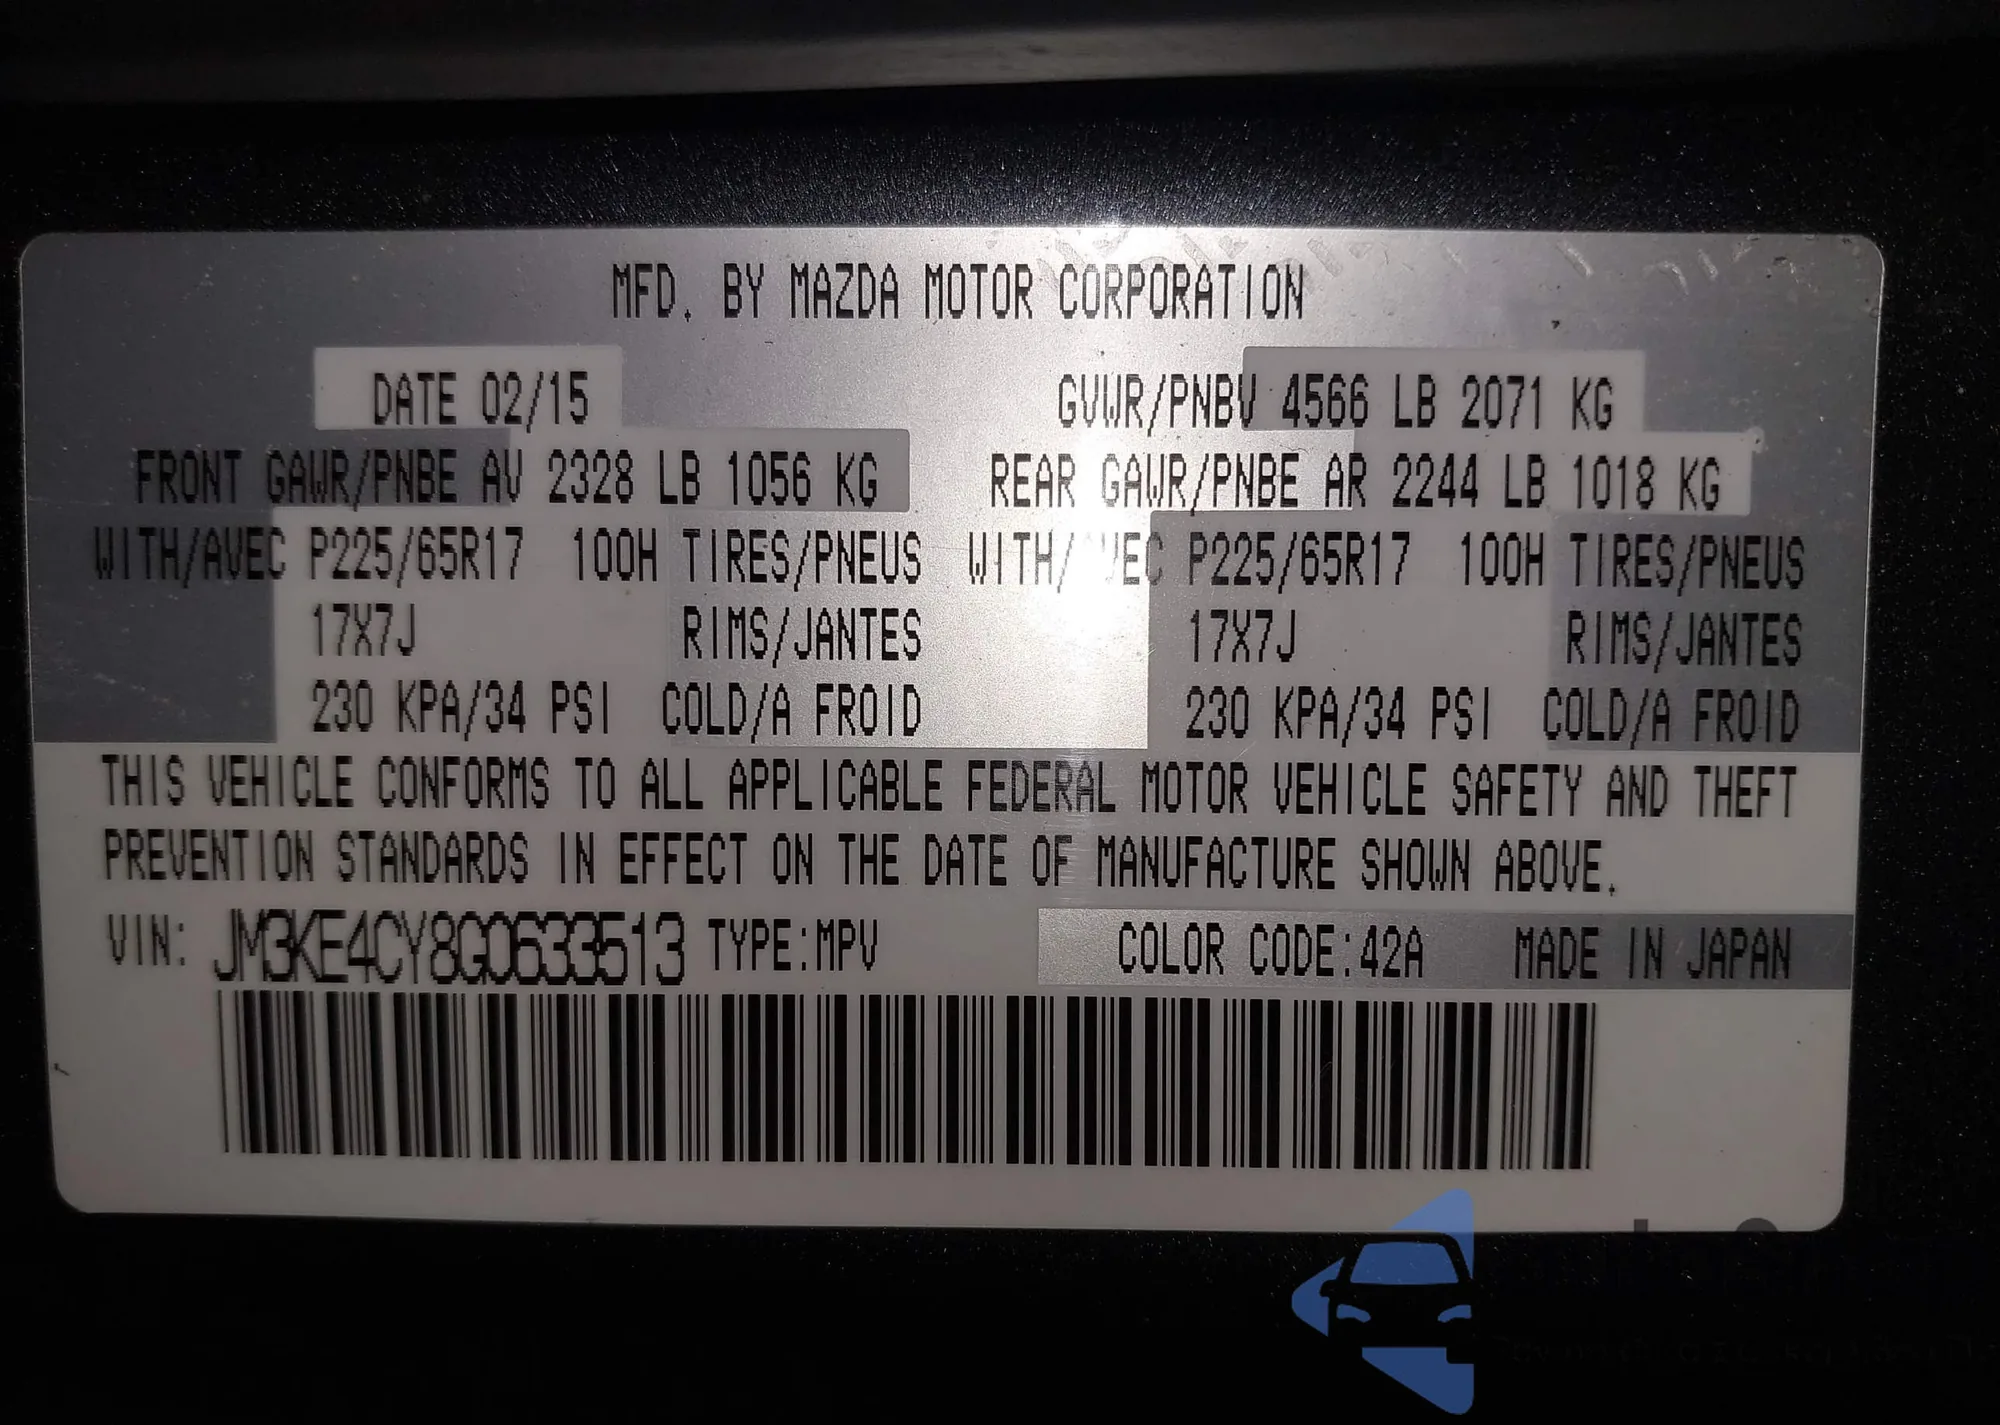 MFD. BY MAZDA MOTOR CORPORATION
DATE 02/15 GVWR/PNBV 4566 LB 2071 KG
FRONT GAWR/PNBE AV 2328 LB 1056 KG REAR GAWR/PNBE AR 2244 LB 1018 KG
WITH/AVEC P225/65R17 100H TIRES/PNEUS WITH/AVEC P225/65R17 100H TIRES/PNEUS
17X7J RIMS/JANTES 17X7J RIMS/JANTES
230 KPA/34 PSI COLD/A FROID 230 KPA/34 PSI COLD/A FROID
THIS VEHICLE CONFORMS TO ALL APPLICABLE FEDERAL MOTOR VEHICLE SAFETY AND THEFT
PREVENTION STANDARDS IN EFFECT ON THE DATE OF MANUFACTURE SHOWN ABOVE.
VIN: JM3KE4CY8G0633513 TYPE:MPV COLOR CODE:42A MADE IN JAPAN